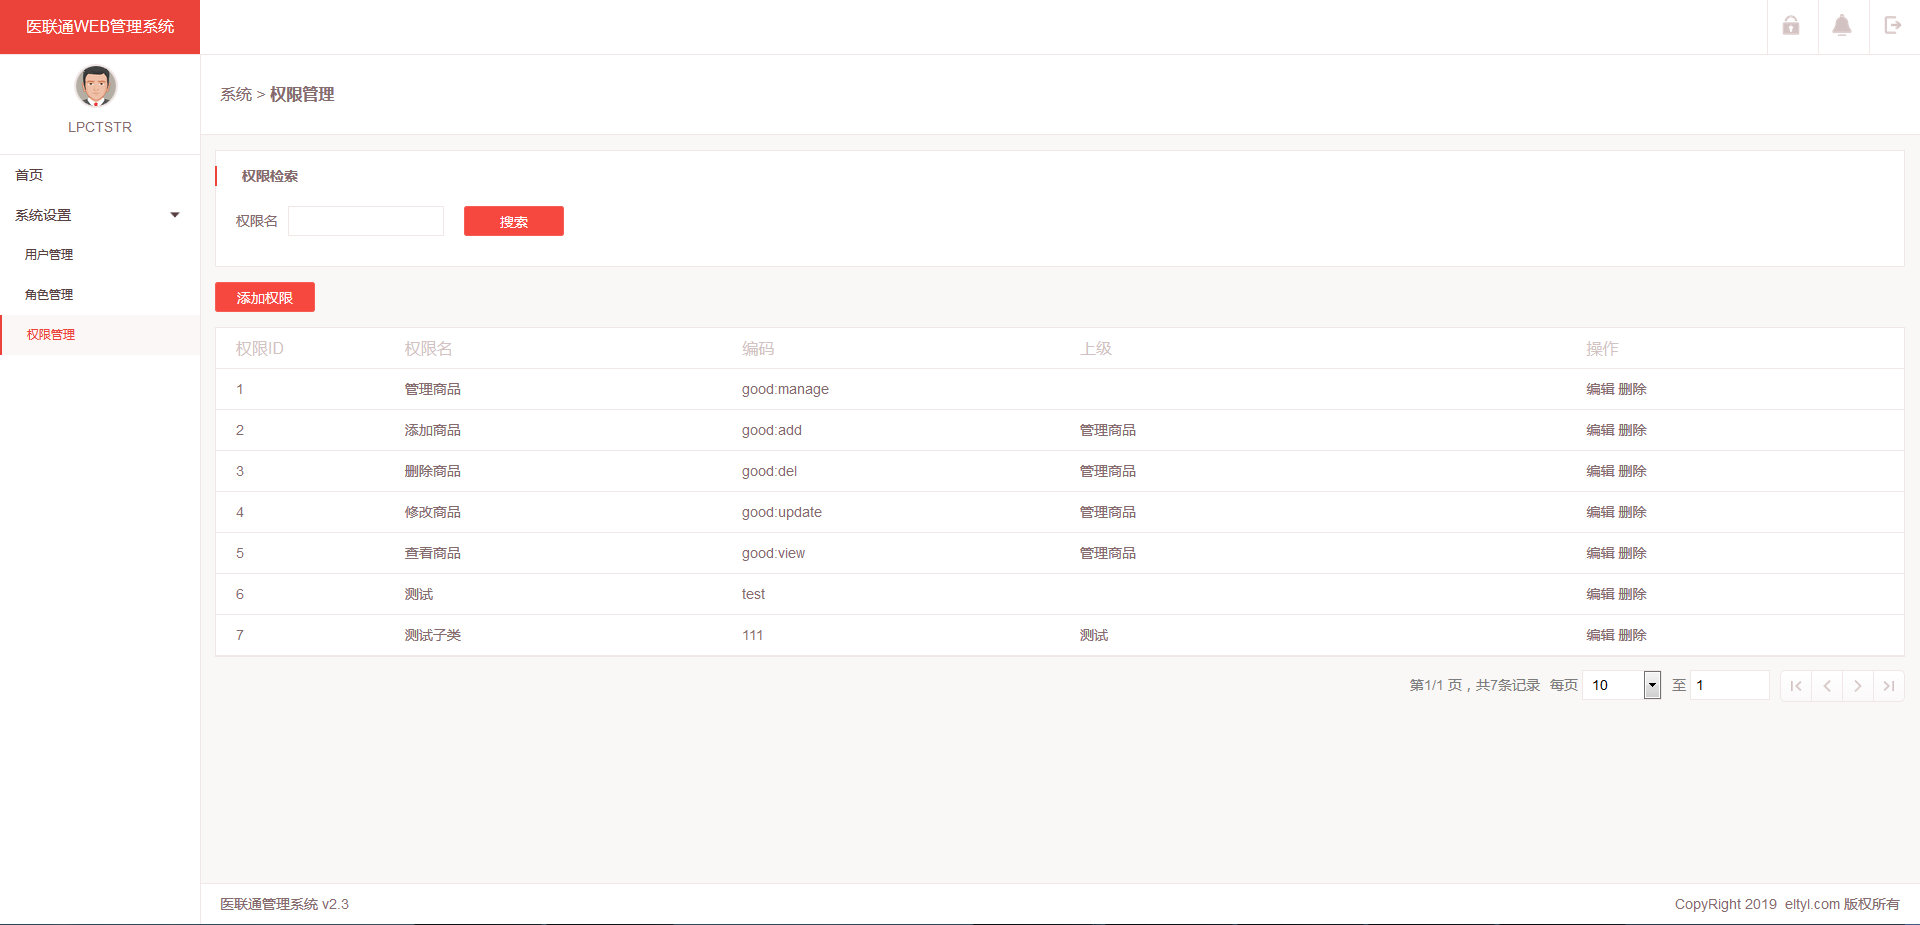 医联通WEB管理系统
LPCTSTR
首页
系统设置
用户管理
角色管理
权限管理
系统 > 权限管理
权限检索
权限名 搜索
添加权限
权限ID 权限名 编码 上级 操作
1 管理商品 good:manage 编辑 删除
2 添加商品 good:add 管理商品 编辑 删除
3 删除商品 good:del 管理商品 编辑 删除
4 修改商品 good:update 管理商品 编辑 删除
5 查看商品 good:view 管理商品 编辑 删除
6 测试 test 编辑 删除
7 测试子类 111 测试 编辑 删除
第1/1 页，共7条记录 每页 10 至 1
医联通管理系统 v2.3 CopyRight 2019 eltyl.com 版权所有